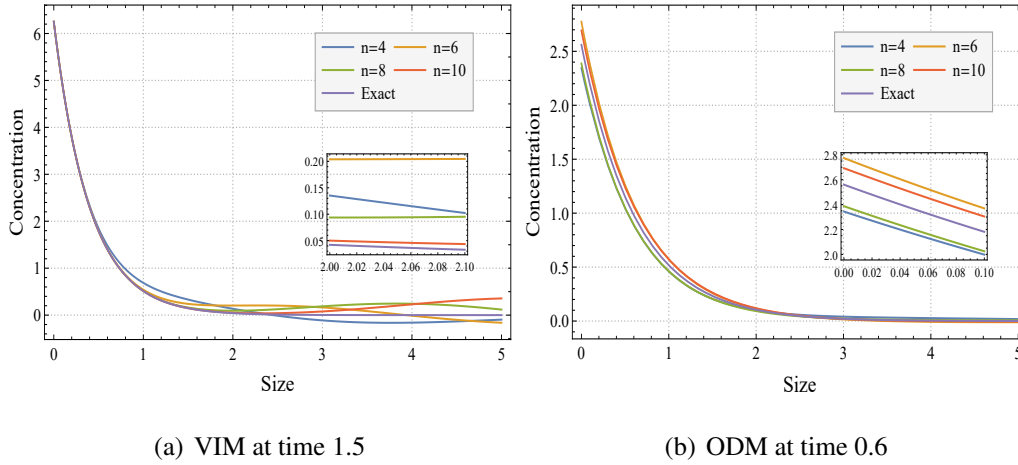 n=4 n=6
n=8 n=10
Exact
Concentration
6
5
4
3
2
1
0
0.20
0.15
0.10
0.05
2.00 2.02 2.04 2.06 2.08 2.10
0 1 2 3 4 5
Size
(a) VIM at time 1.5
n=4 n=6
n=8 n=10
Exact
Concentration
2.5
2.0
1.5
1.0
0.5
0.0
2.8
2.6
2.4
2.2
2.0
0.00 0.02 0.04 0.06 0.08 0.10
0 1 2 3 4 5
Size
(b) ODM at time 0.6